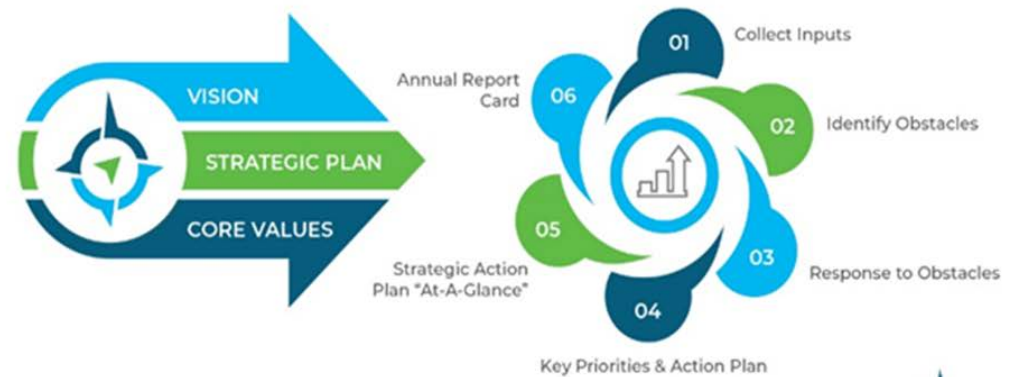 VISION
STRATEGIC PLAN
CORE VALUES
01
Collect Inputs
02
Identify Obstacles
03
Response to Obstacles
04
Key Priorities & Action Plan
05
Strategic Action
Plan "At-A-Glance"
06
Annual Report
Card